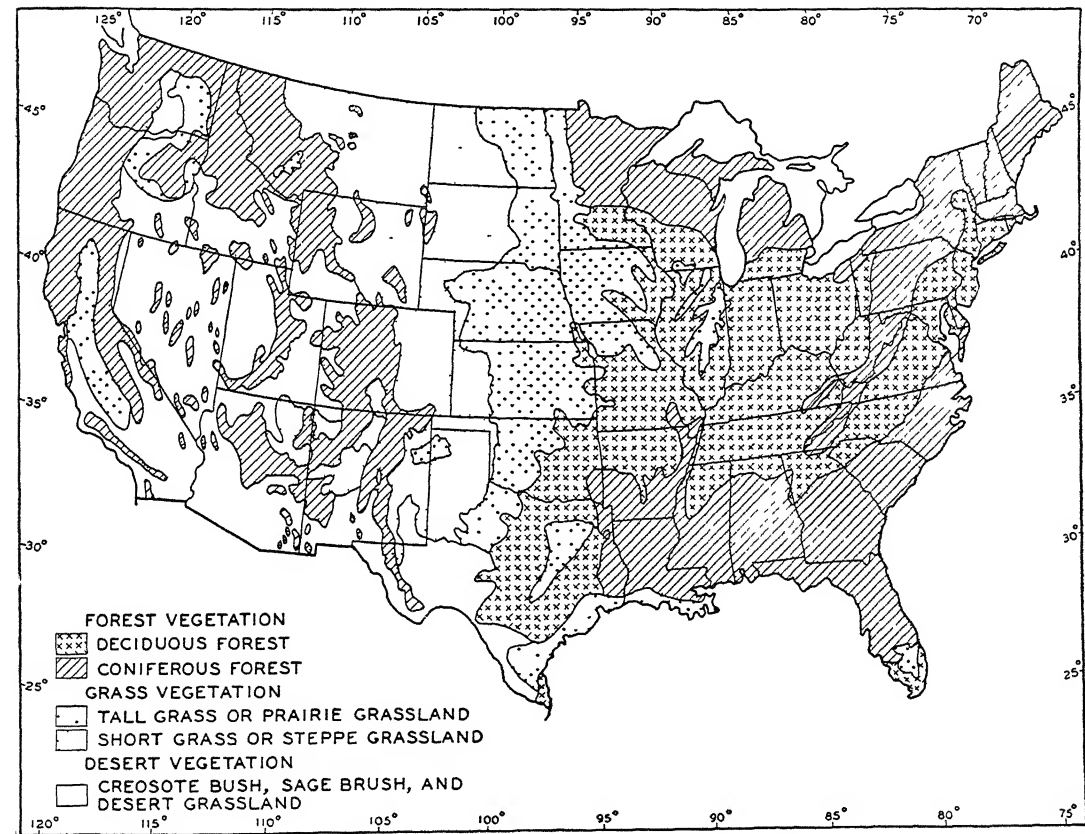 125° 120° 115° 110° 105° 100° 95° 90° 85° 80° 75° 70°
45° 45°
40° 40°
35° 35°
30° 30°
25° 25°
FOREST VEGETATION
DECIDUOUS FOREST
CONIFEROUS FOREST
GRASS VEGETATION
TALL GRASS OR PRAIRIE GRASSLAND
SHORT GRASS OR STEPPE GRASSLAND
DESERT VEGETATION
CREOSOTE BUSH, SAGE BRUSH, AND
DESERT GRASSLAND
120° 115° 110° 105° 100° 95° 90° 85° 80° 75°